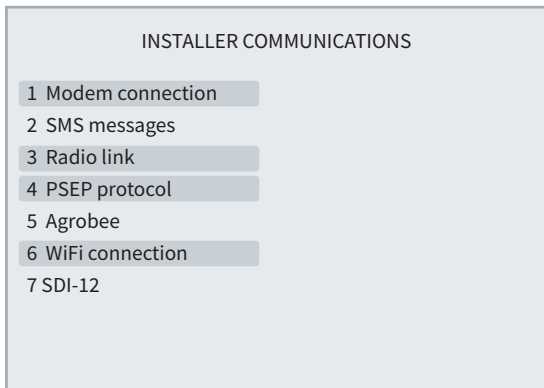 INSTALLER COMMUNICATIONS
1 Modem connection
2 SMS messages
3 Radio link
4 PSEP protocol
5 Agrobee
6 WiFi connection
7 SDI-12